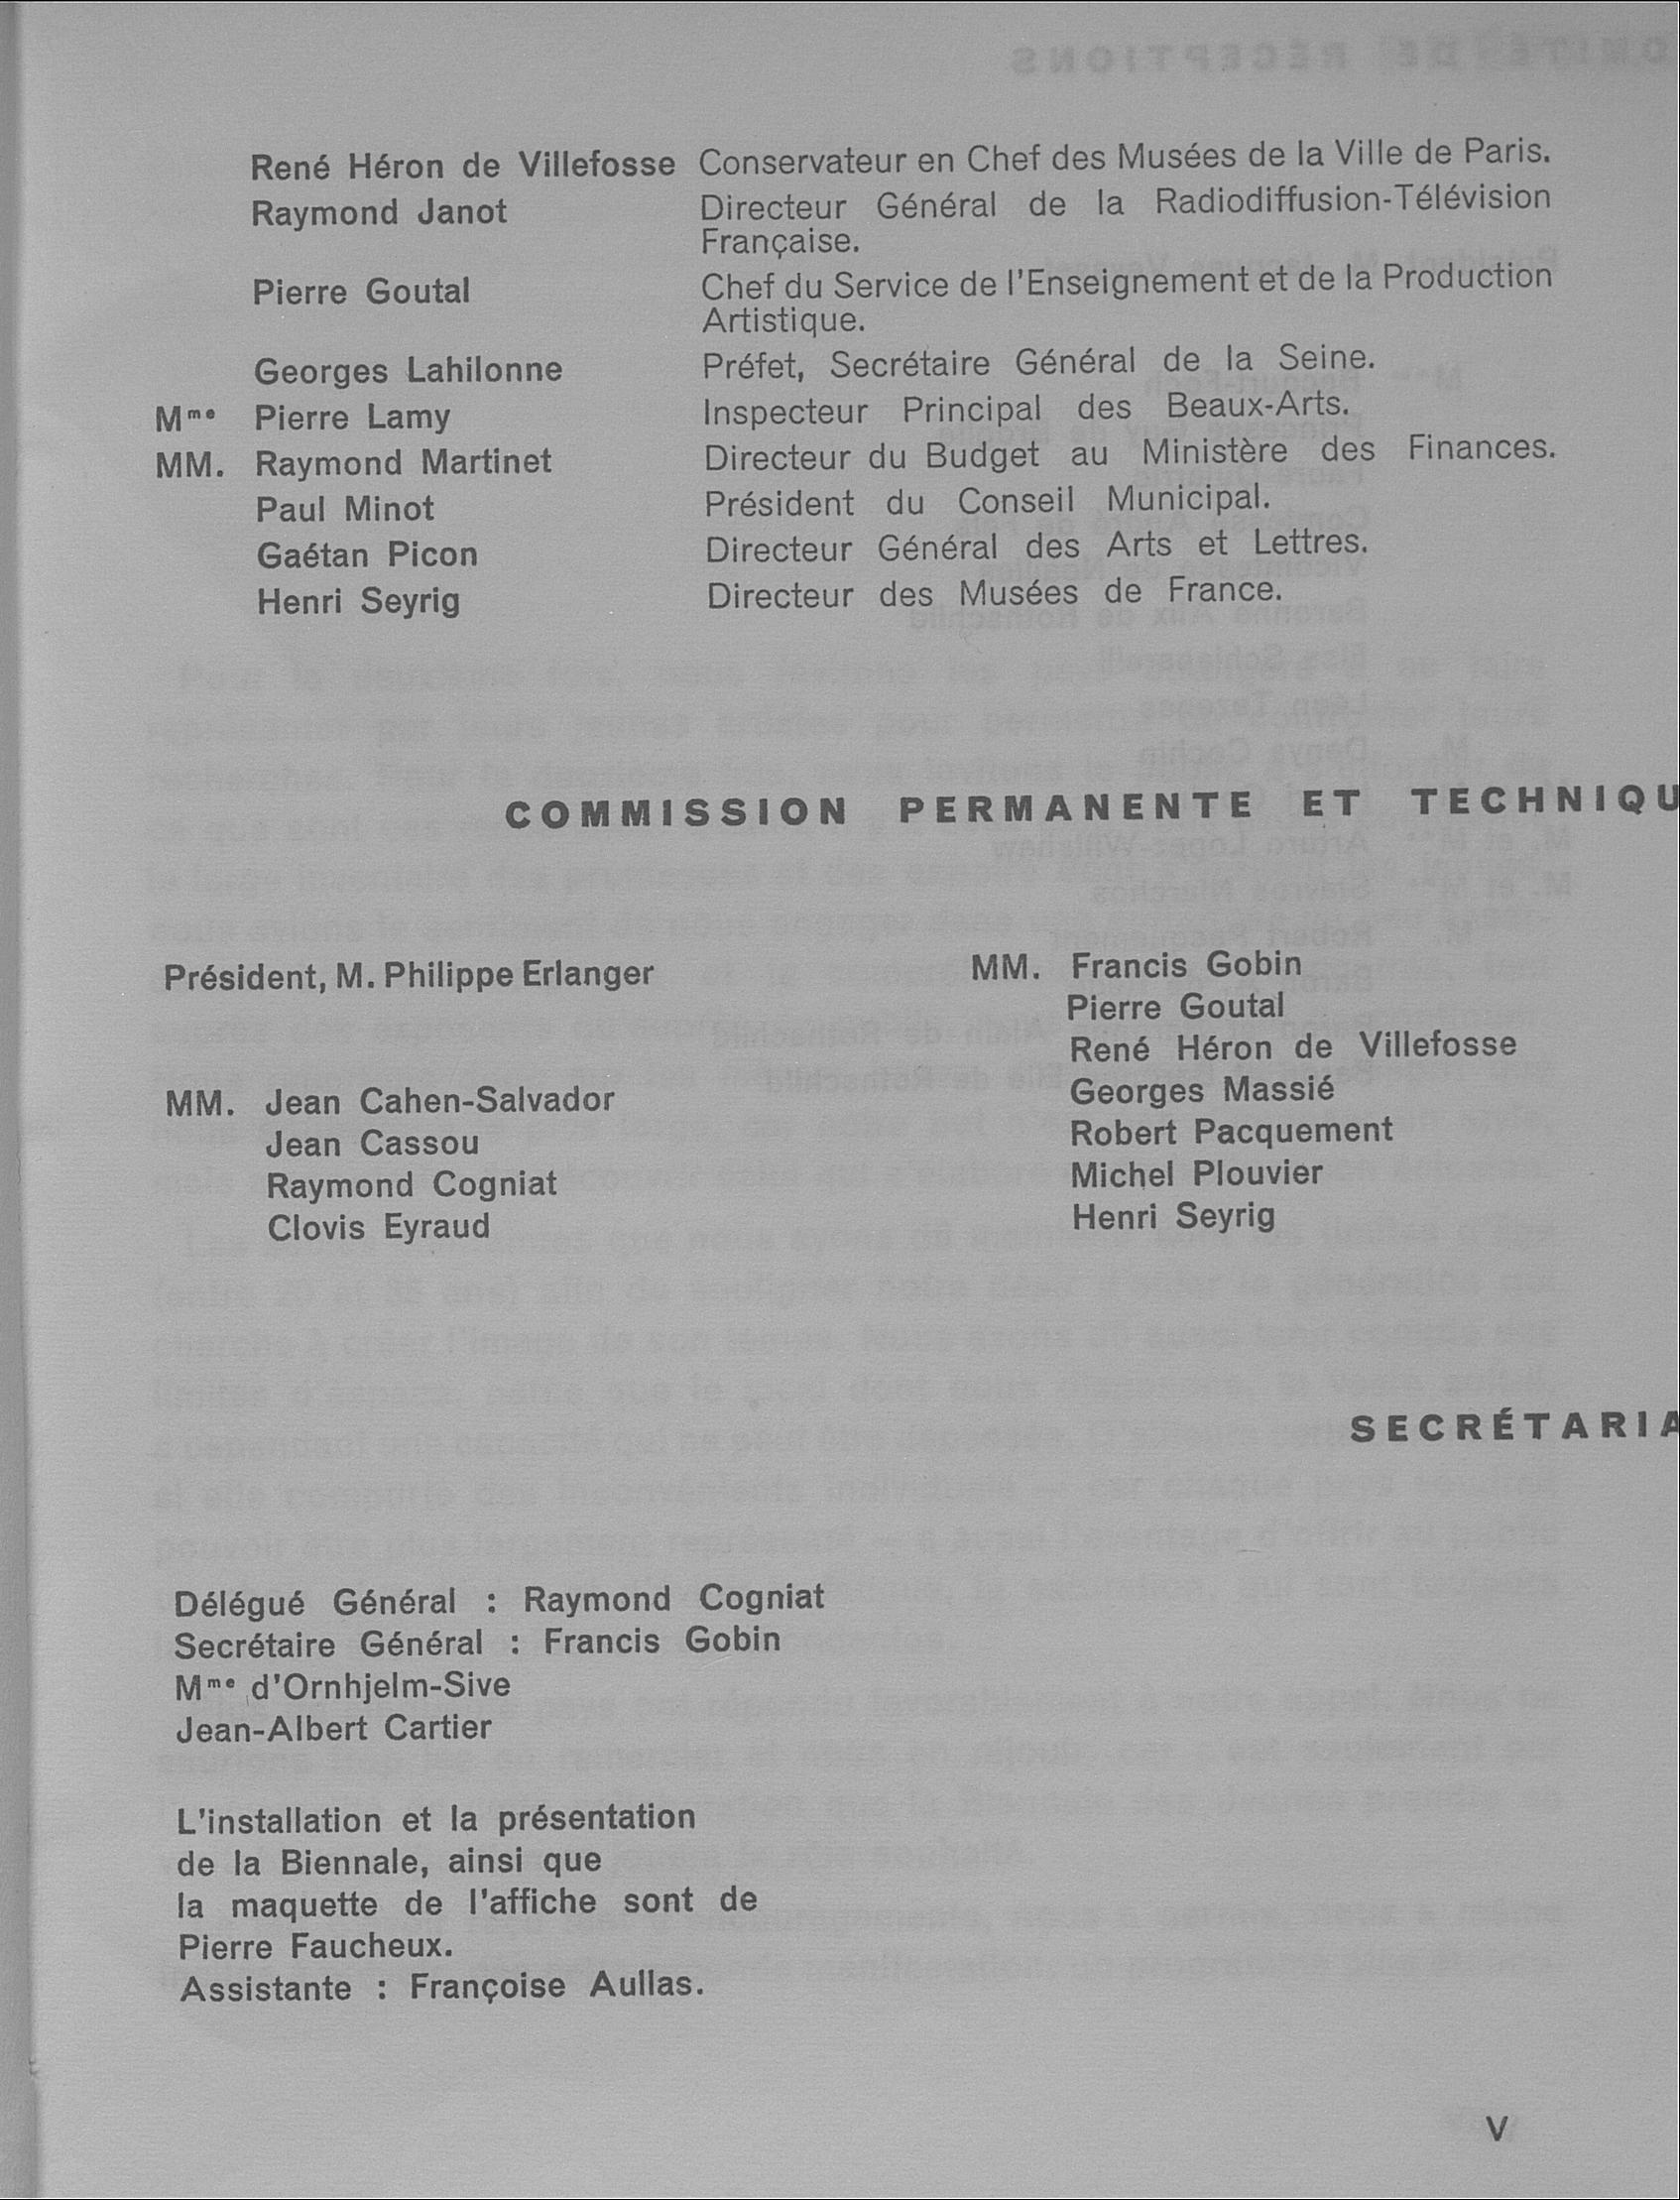 René Héron de Villefosse Conservateur en Chef des Musées de la Ville de Paris.
Raymond Janot Directeur Général de la Radiodiffusion-Télévision
Française.
Pierre Goutal Chef du Service de l'Enseignement et de la Production
Artistique.
Georges Lahilonne Préfet, Secrétaire Général de la Seine.
Mme Pierre Lamy Inspecteur Principal des Beaux-Arts.
MM. Raymond Martinet Directeur du Budget au Ministère des Finances.
Paul Minot Président du Conseil Municipal.
Gaétan Picon Directeur Général des Arts et Lettres.
Henri Seyrig Directeur des Musées de France.
COMMISSION PERMANENTE ET TECHNIQU
Président, M. Philippe Erlanger
MM. Jean Cahen-Salvador
Jean Cassou
Raymond Cogniat
Clovis Eyraud
MM. Francis Gobin
Pierre Goutal
René Héron de Villefosse
Georges Massié
Robert Pacquement
Michel Plouvier
Henri Seyrig
SECRÉTARIA
Délégué Général : Raymond Cogniat
Secrétaire Général : Francis Gobin
Mme d'Ornhjelm-Sive
Jean-Albert Cartier
L'installation et la présentation
de la Biennale, ainsi que
la maquette de l'affiche sont de
Pierre Faucheux.
Assistante : Françoise Aullas.
V